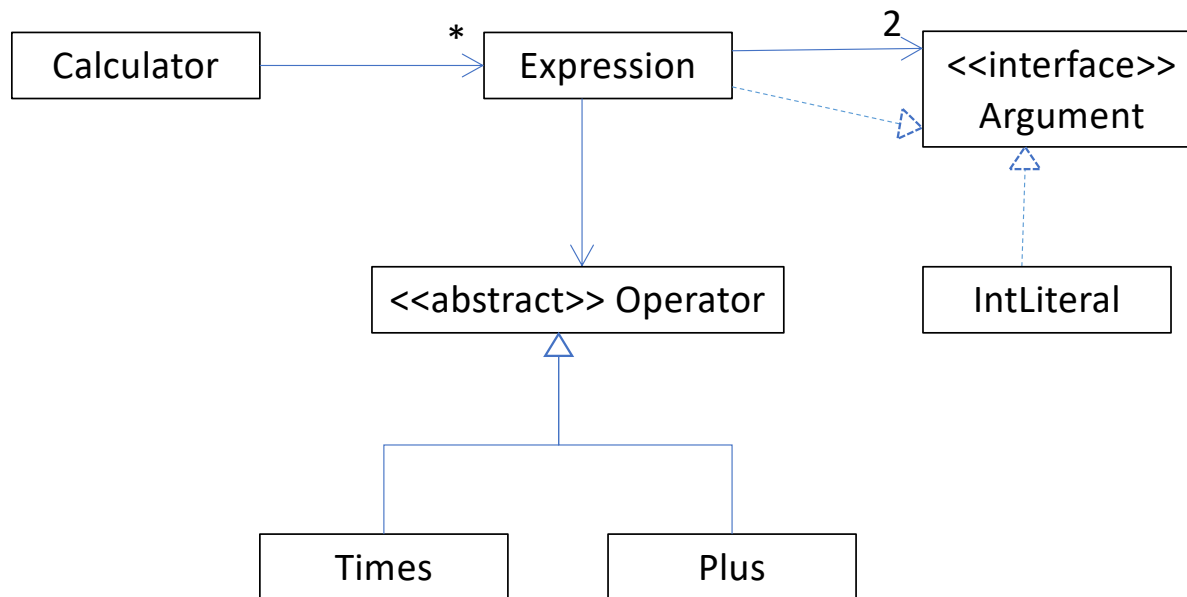 *
2
Calculator
Expression
<<interface>>
Argument
<<abstract>> Operator
IntLiteral
Times
Plus